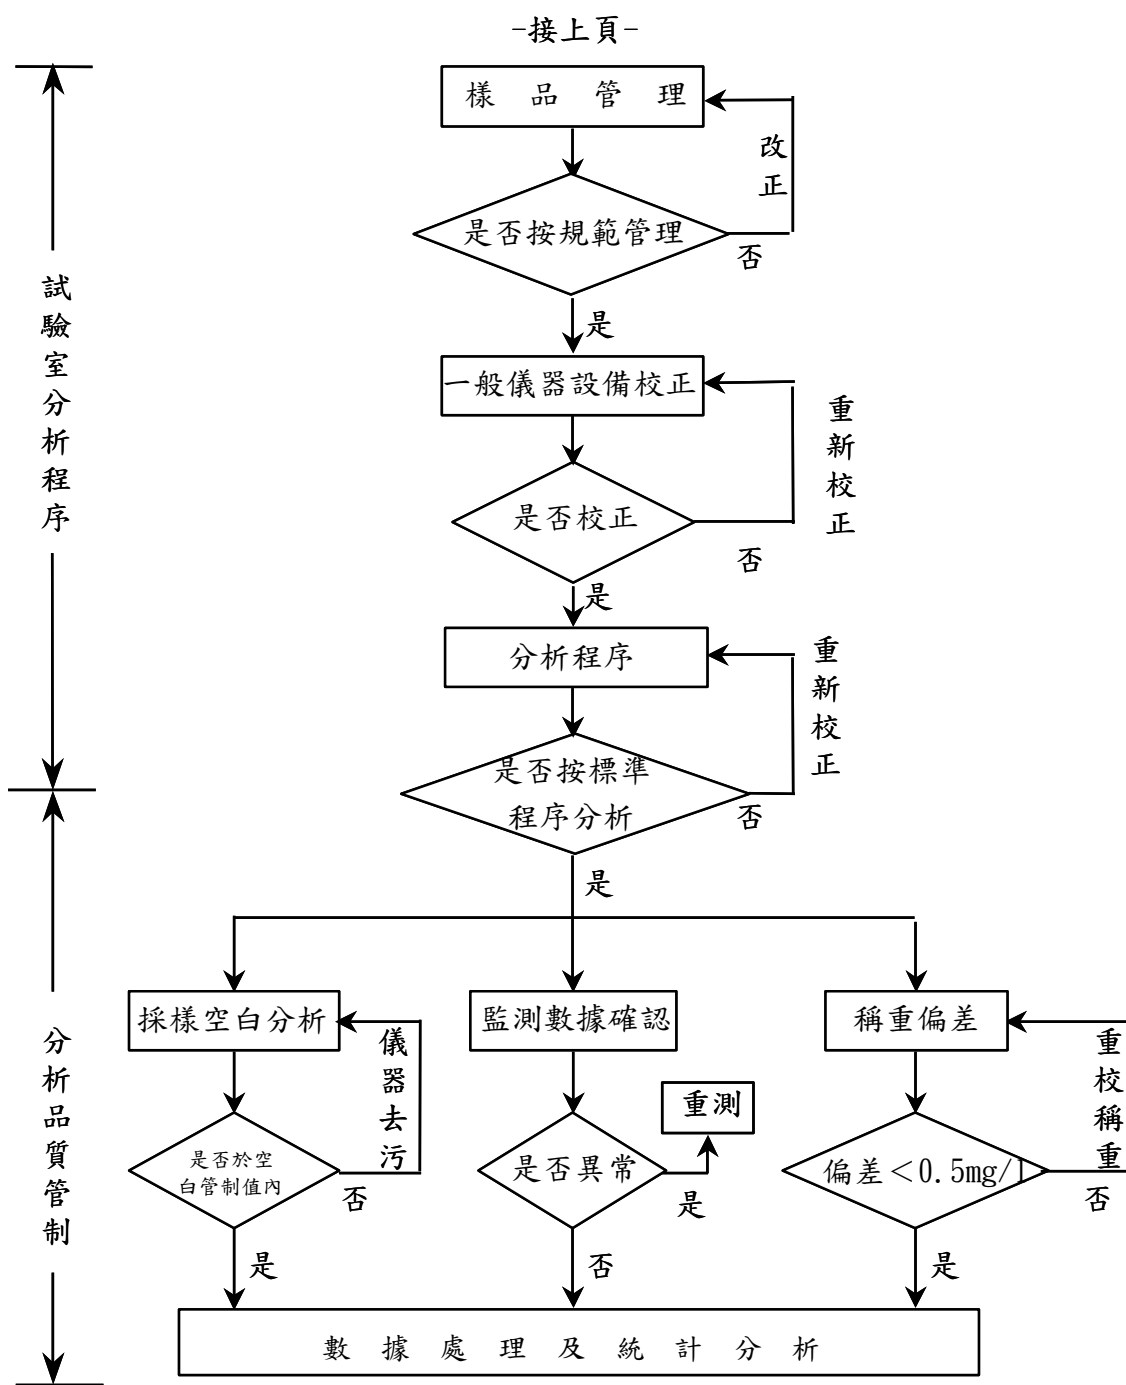 -接上頁-
樣品管理
改正
是否按規範管理
否
是
試驗室分析程序
一般儀器設備校正
重新校正
是否校正
否
是
分析程序
重新校正
是否按標準
程序分析
否
是
分析品質管制
採樣空白分析
儀器去污
監測數據確認
重測
稱重偏差
重校稱重
是否於空
白管制值內
否
是否異常
是
偏差＜0.5mg/l
否
是
否
是
數據處理及統計分析